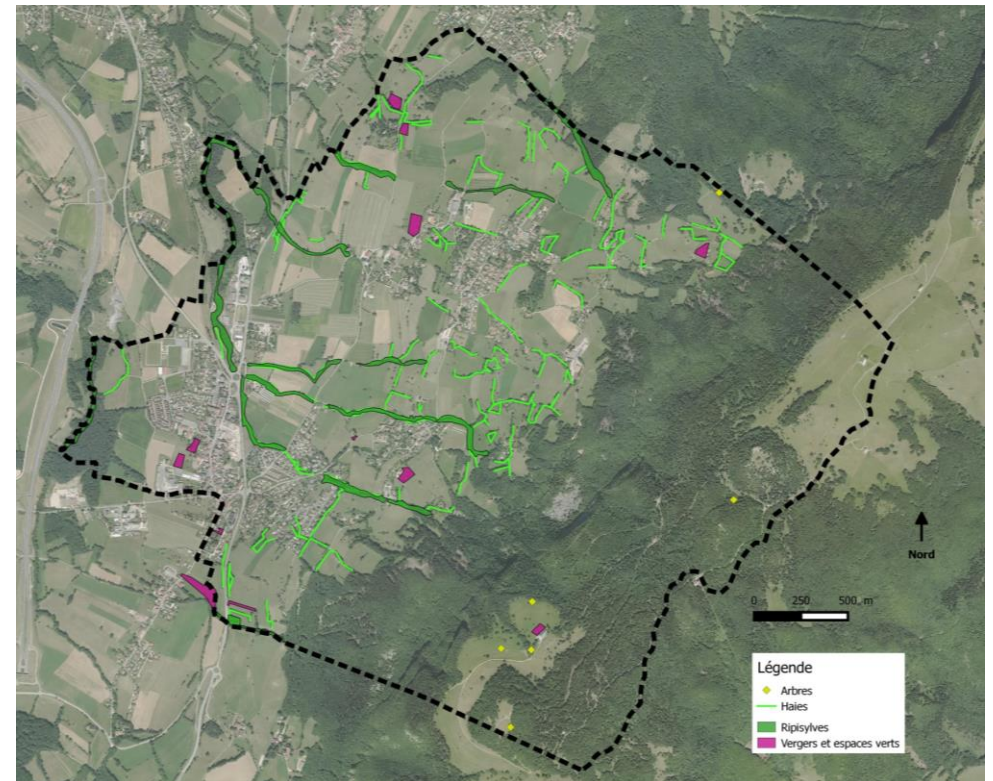 Nord
0 250 500 m
Légende
Arbres
Haies
Ripisylves
Vergers et espaces verts